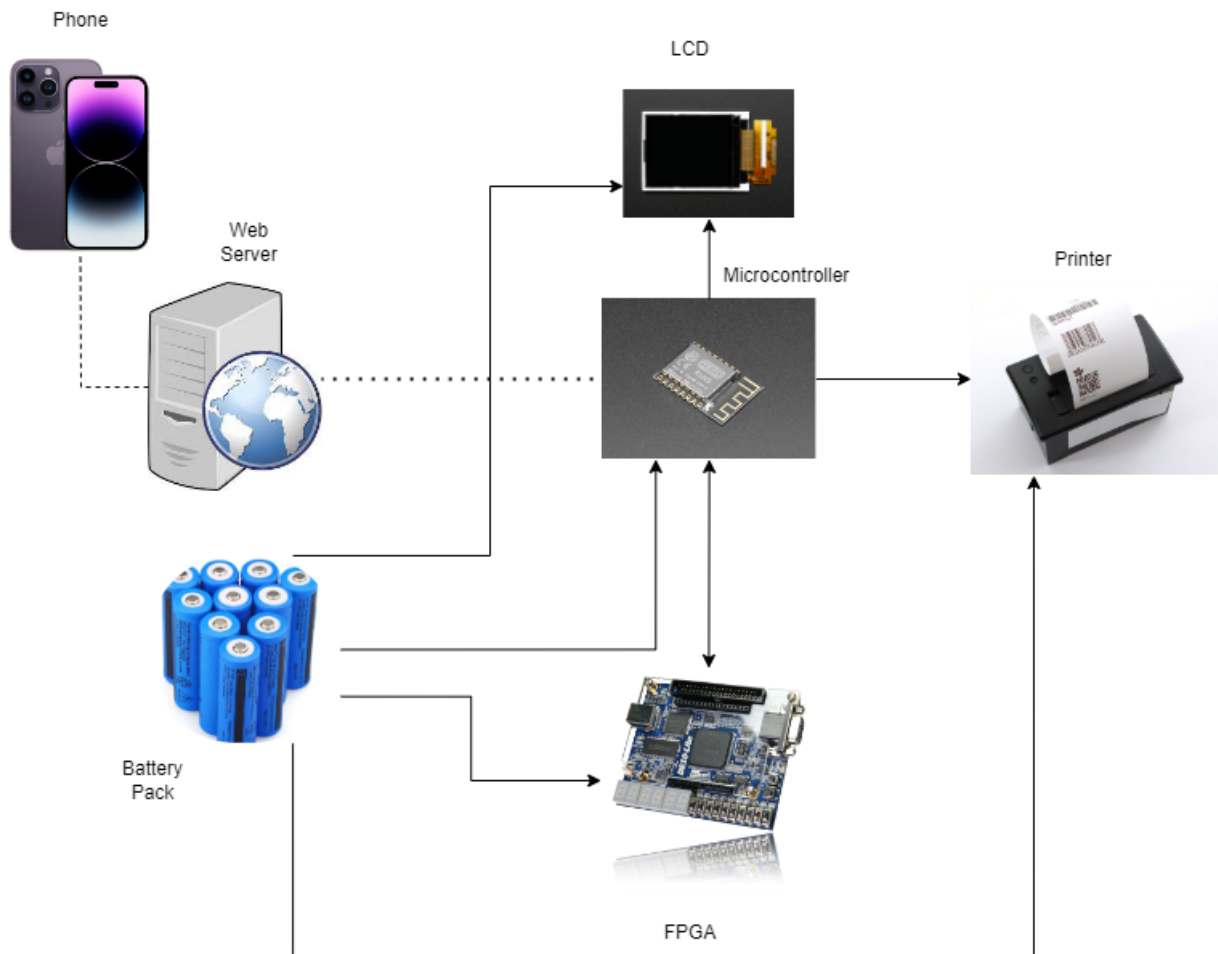 Phone
LCD
Web
Server
Microcontroller
Printer
Battery
Pack
FPGA